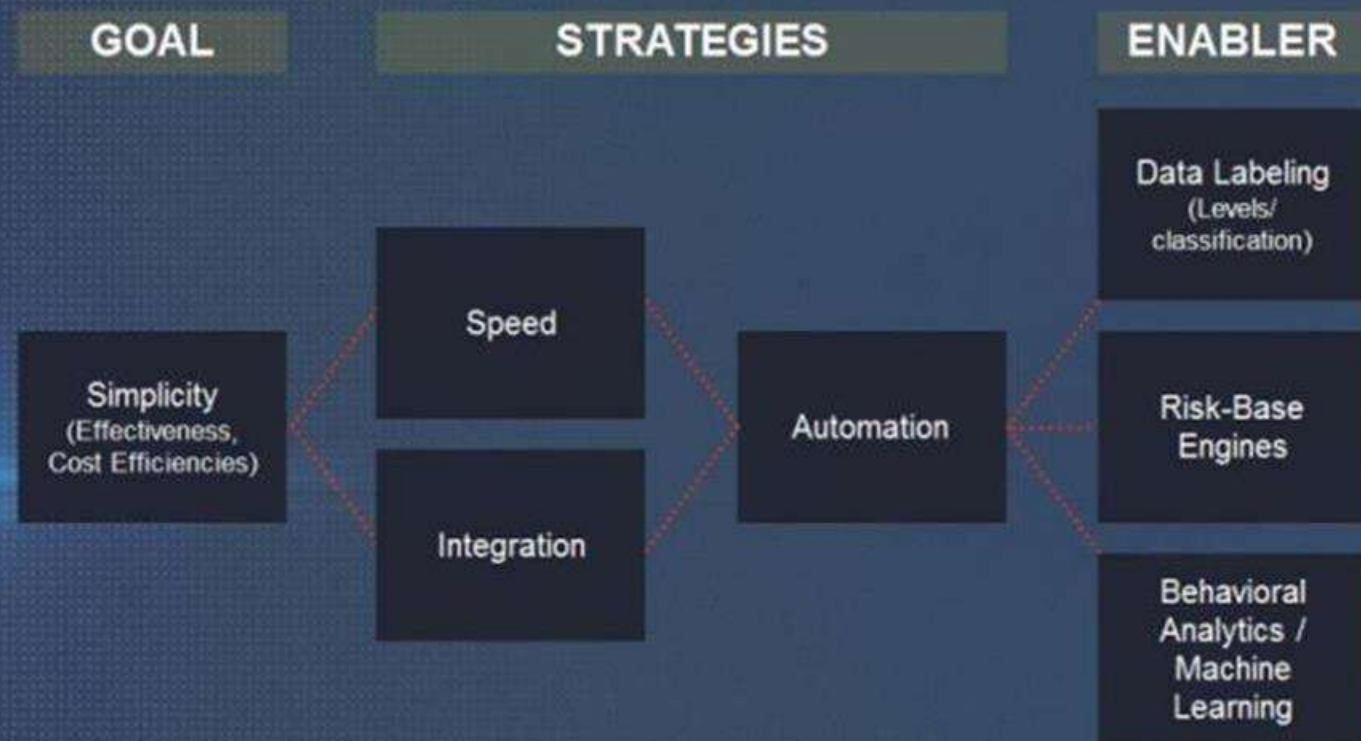 GOAL
STRATEGIES
ENABLER
Simplicity
(Effectiveness,
Cost Efficiencies)
Speed
Integration
Automation
Data Labeling
(Levels/
classification)
Risk-Base
Engines
Behavioral
Analytics /
Machine
Learning